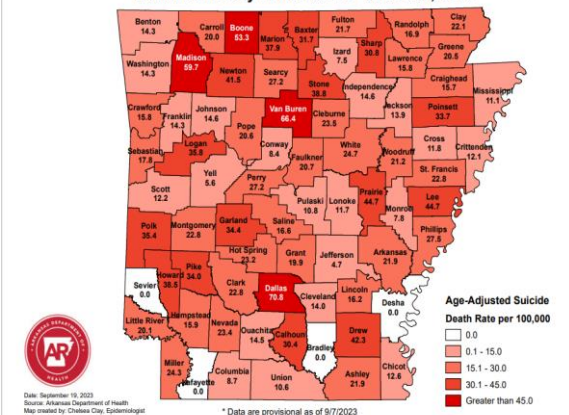 Benton
14.3
Carroll
20.0
Boone
53.3
Marion
37.9
Baxter
31.7
Fulton
21.7
Randolph
16.9
Clay
22.1
Washington
14.3
Madison
59.7
Newton
41.5
Searcy
27.2
Stone
38.8
Izard
7.5
Sharp
30.8
Lawrence
15.8
Greene
20.5
Independence
14.6
Craighead
15.7
Mississippi
11.1
Crawford
15.8
Franklin
14.3
Johnson
14.6
Pope
20.6
Van Buren
66.4
Cleburne
23.5
Jackson
13.9
Poinsett
33.7
Sebastian
17.8
Logan
35.8
Conway
8.4
Faulkner
20.7
White
24.7
Woodruff
21.2
Cross
11.8
Crittenden
12.1
St. Francis
22.8
Scott
12.2
Yell
5.6
Perry
27.2
Pulaski
10.8
Lonoke
11.7
Prairie
44.7
Monroe
7.8
Lee
44.7
Phillips
27.5
Polk
35.4
Montgomery
22.8
Garland
34.4
Saline
16.6
Hot Spring
23.2
Grant
19.9
Jefferson
4.7
Arkansas
21.9
Sevier
0.0
Howard
38.5
Pike
34.0
Clark
22.8
Dallas
70.8
Cleveland
14.0
Lincoln
16.2
Desha
0.0
Little River
20.1
Hempstead
15.9
Nevada
23.4
Ouachita
14.5
Calhoun
30.4
Bradley
0.0
Drew
42.3
Miller
24.3
Lafayette
0.0
Columbia
8.7
Union
10.6
Ashley
21.9
Chicot
12.6
Age-Adjusted Suicide
Death Rate per 100,000
0.0
0.1 - 15.0
15.1 - 30.0
30.1 - 45.0
Greater than 45.0
ARKANSAS DEPARTMENT OF
AR
HEALTH
Date: September 19, 2023
Source: Arkansas Department of Health
Map created by: Chelsea Clay, Epidemiologist
* Data are provisional as of 9/7/2023